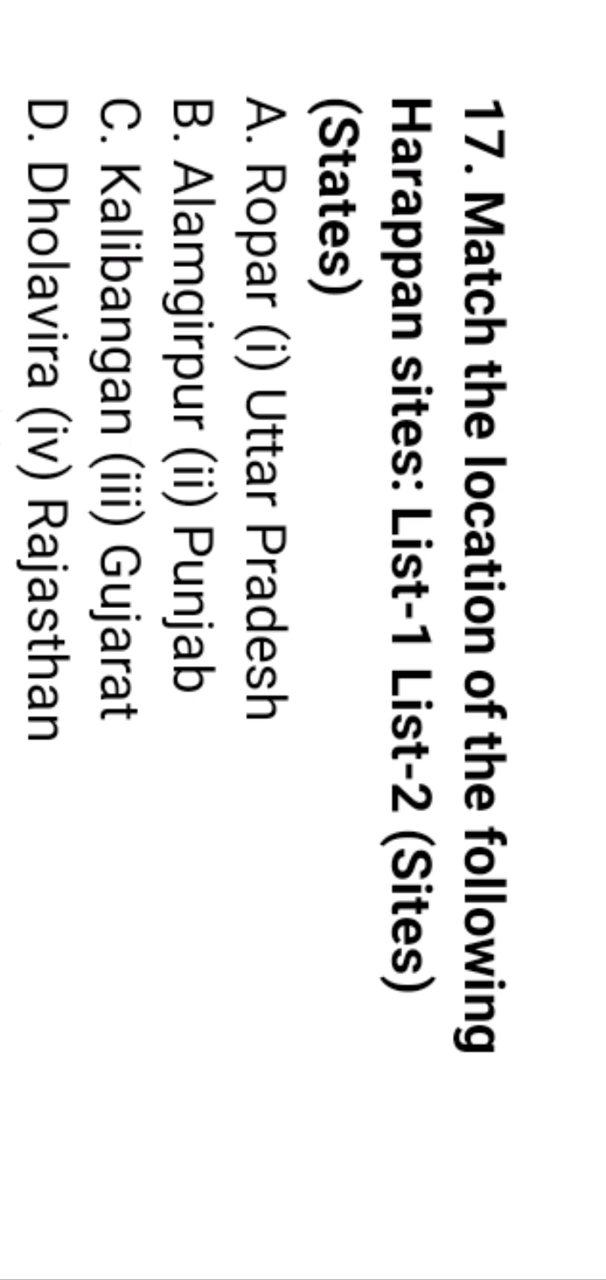 17. Match the location of the following
Harappan sites: List-1 List-2 (Sites)
(States)
A. Ropar (i) Uttar Pradesh
B. Alamgirpur (ii) Punjab
C. Kalibangan (iii) Gujarat
D. Dholavira (iv) Rajasthan